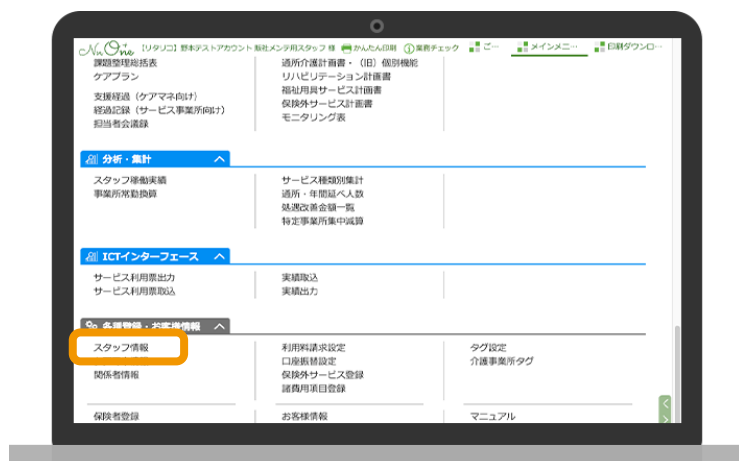 NuOne 【リタリコ】野本テストアカウント 販社メンテ用スタッフ 様 かんたん印刷 業務チェック ご… メインメニ… 印刷ダウンロ…
課題整理総括表
ケアプラン
支援経過（ケアマネ向け）
経過記録（サービス事業所向け）
担当者会議録
通所介護計画書・（旧）個別機能
リハビリテーション計画書
福祉用具サービス計画書
保険外サービス計画書
モニタリング表
分析・集計
スタッフ稼働実績
事業所常勤換算
サービス種類別集計
通所・年間延べ人数
処遇改善金額一覧
特定事業所集中減算
ICTインターフェース
サービス利用票出力
サービス利用票取込
実績取込
実績出力
各種登録・お客様情報
スタッフ情報
関係者情報
利用料請求設定
口座振替設定
保険外サービス登録
諸費用項目登録
タグ設定
介護事業所タグ
保険者登録
お客様情報
マニュアル